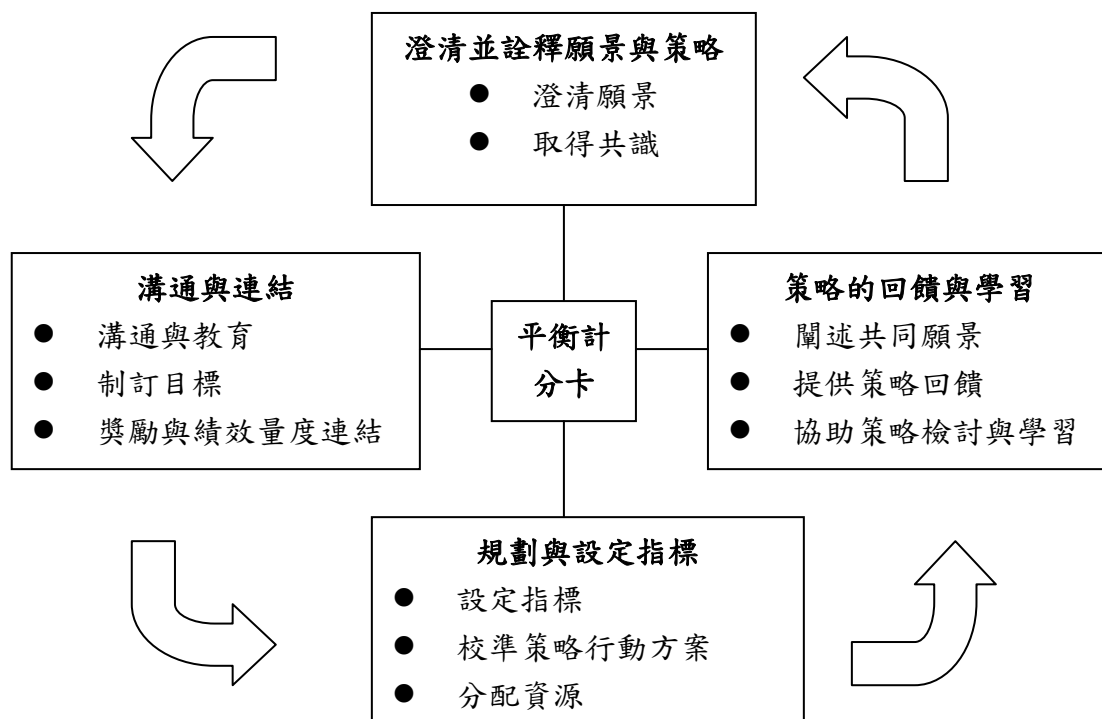 澄清並詮釋願景與策略
● 澄清願景
● 取得共識
溝通與連結
● 溝通與教育
● 制訂目標
● 獎勵與績效量度連結
平衡計
分卡
策略的回饋與學習
● 闡述共同願景
● 提供策略回饋
● 協助策略檢討與學習
規劃與設定指標
● 設定指標
● 校準策略行動方案
● 分配資源